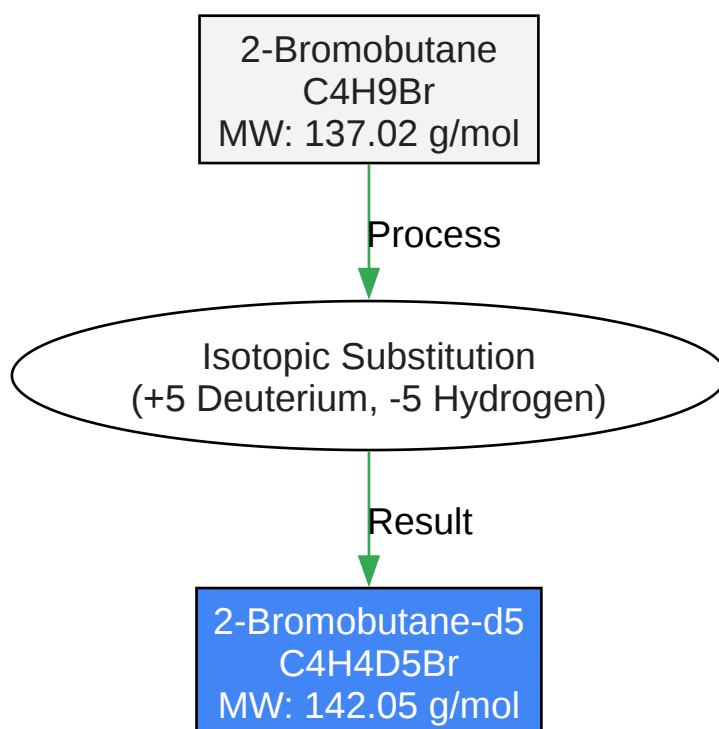 2-Bromobutane
C4H9Br
MW: 137.02 g/mol
Process
Isotopic Substitution
(+5 Deuterium, -5 Hydrogen)
Result
2-Bromobutane-d5
C4H4D5Br
MW: 142.05 g/mol